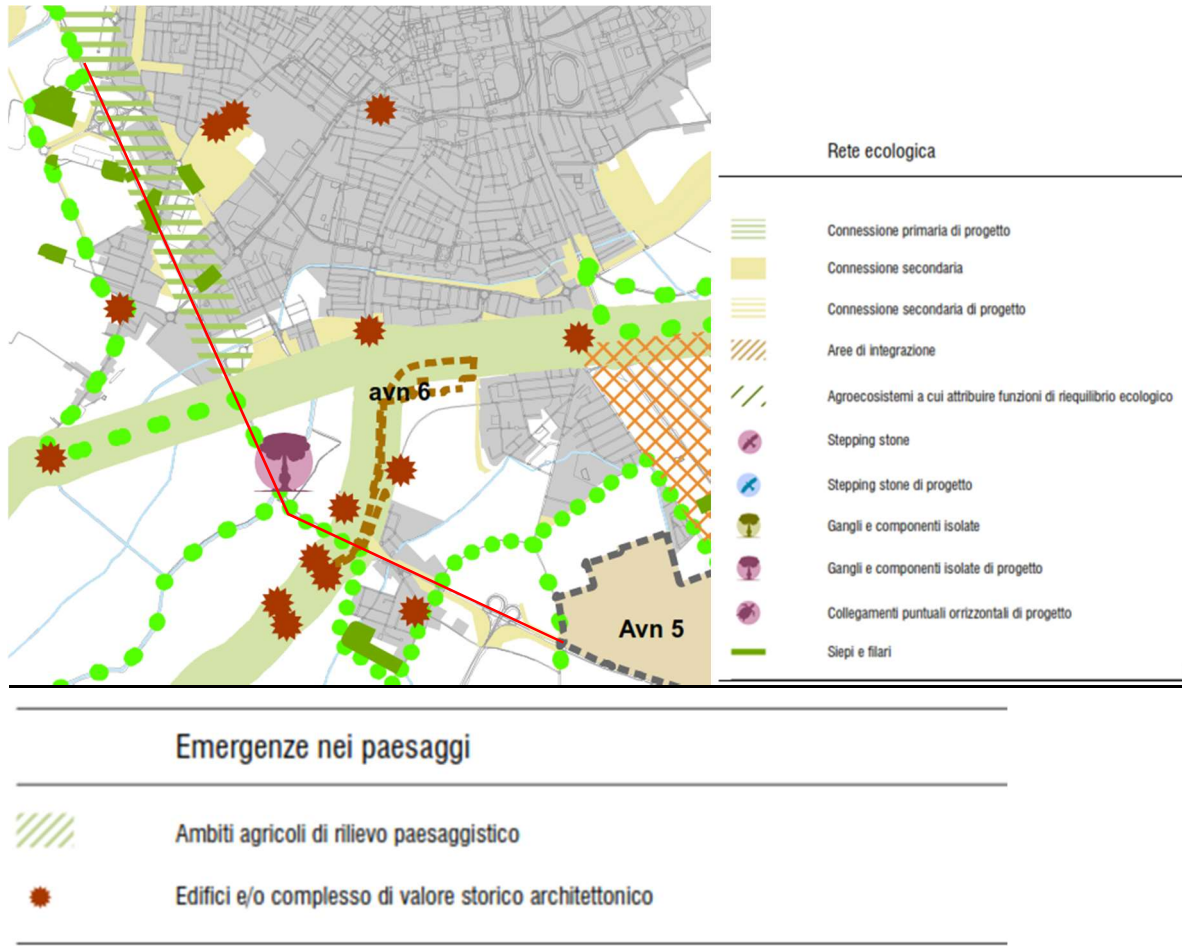 avn 6
Avn 5
Rete ecologica
Connessione primaria di progetto
Connessione secondaria
Connessione secondaria di progetto
Aree di integrazione
Agroecosistemi a cui attribuire funzioni di riequilibrio ecologico
Stepping stone
Stepping stone di progetto
Gangli e componenti isolate
Gangli e componenti isolate di progetto
Collegamenti puntuali orrizzontali di progetto
Siepi e filari
Emergenze nei paesaggi
Ambiti agricoli di rilievo paesaggistico
Edifici e/o complesso di valore storico architettonico